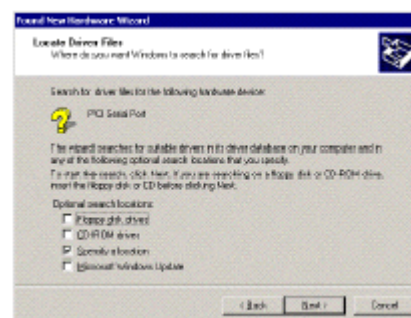 Found New Hardware Wizard
Locate Driver Files
Where do you want Windows to search for driver files?
Search for driver files for the following hardware device:
PCI Serial Port
The wizard searches for suitable drivers in its driver database on your computer and in
any of the following optional search locations that you specify.
To start the search, click Next. If you are searching on a floppy disk or CD-ROM drive,
insert the floppy disk or CD before clicking Next.
Optional search locations:
Floppy disk drives
CD-ROM drives
Specify a location
Microsoft Windows Update
< Back
Next >
Cancel